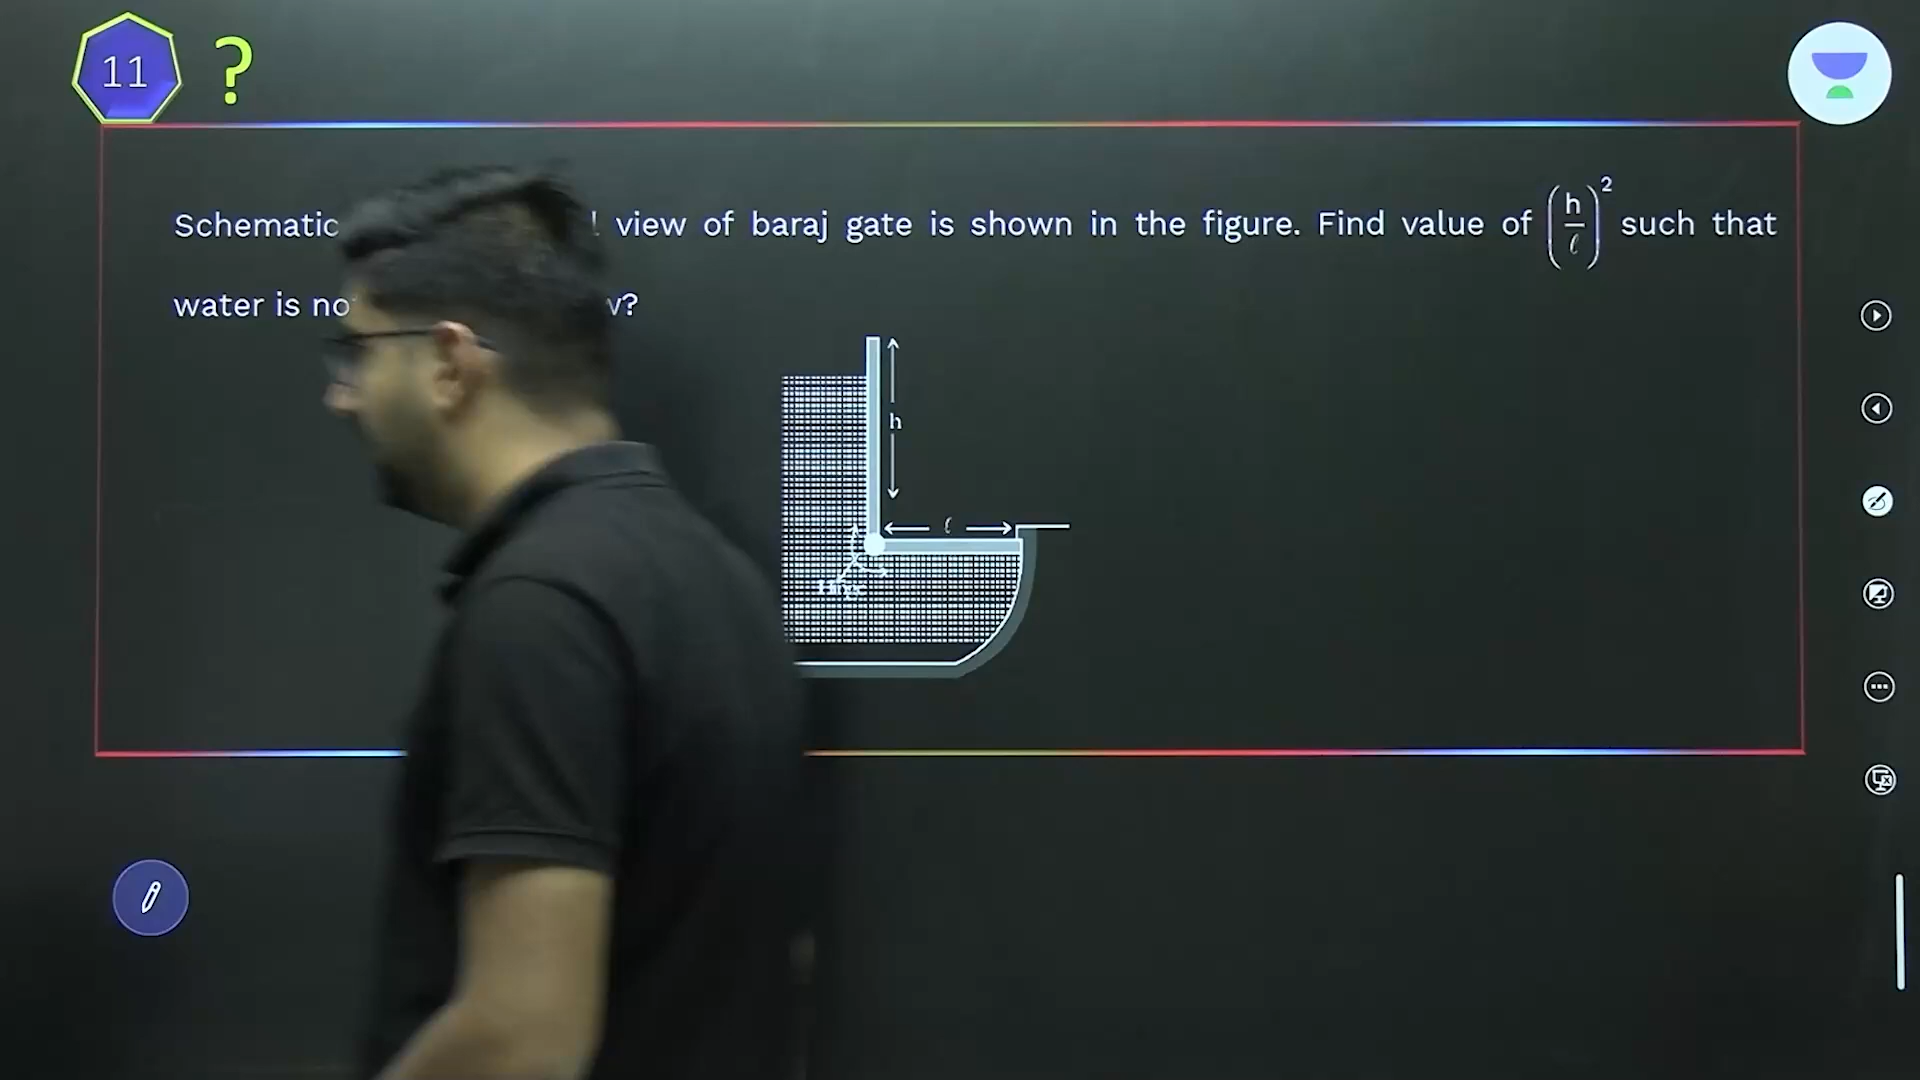 11 ?
Schematic view of baraj gate is shown in the figure. Find value of (h/ℓ)² such that
water is no
h
ℓ